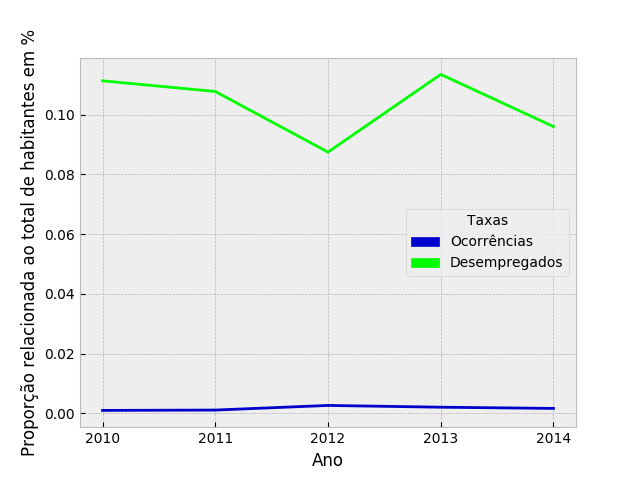 Proporção relacionada ao total de habitantes em %
0.10
0.08
0.06
0.04
0.02
0.00
Taxas
Ocorrências
Desempregados
2010 2011 2012 2013 2014
Ano